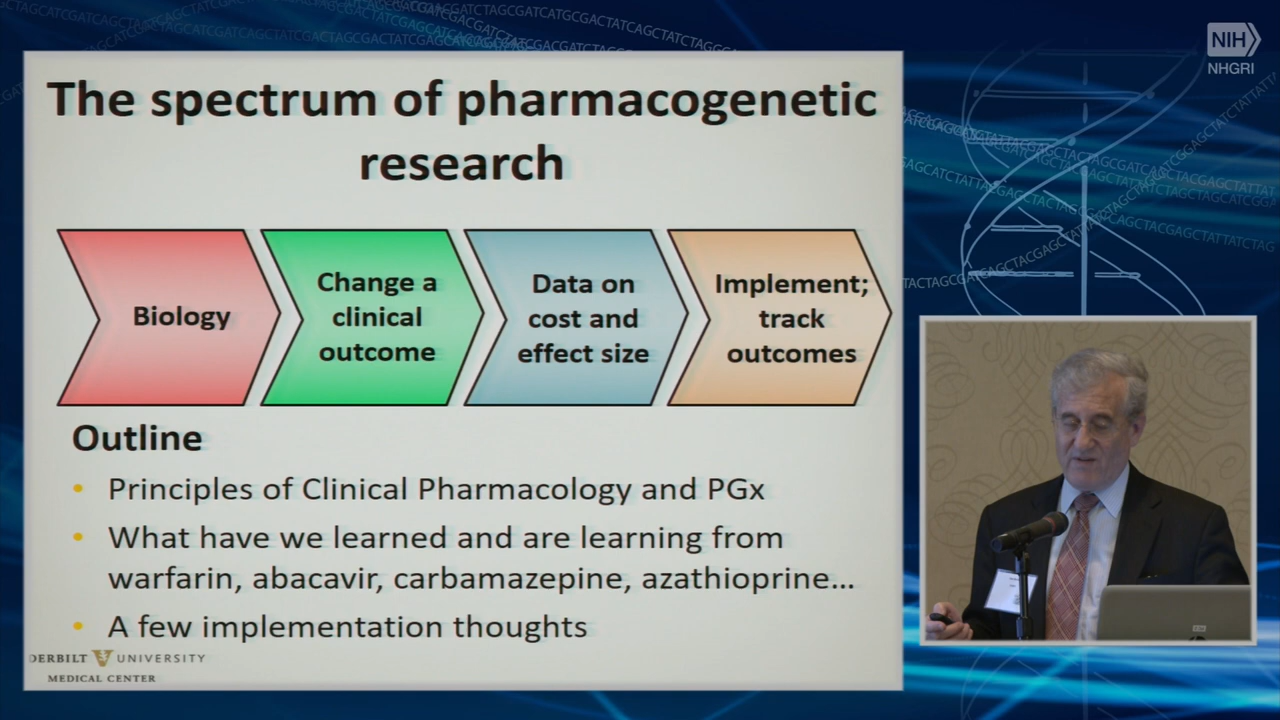 NIH
NHGRI
The spectrum of pharmacogenetic
research
Biology
Change a
clinical
outcome
Data on
cost and
effect size
Implement;
track
outcomes
Outline
• Principles of Clinical Pharmacology and PGx
• What have we learned and are learning from
warfarin, abacavir, carbamazepine, azathioprine...
• A few implementation thoughts
DERBILT UNIVERSITY
MEDICAL CENTER